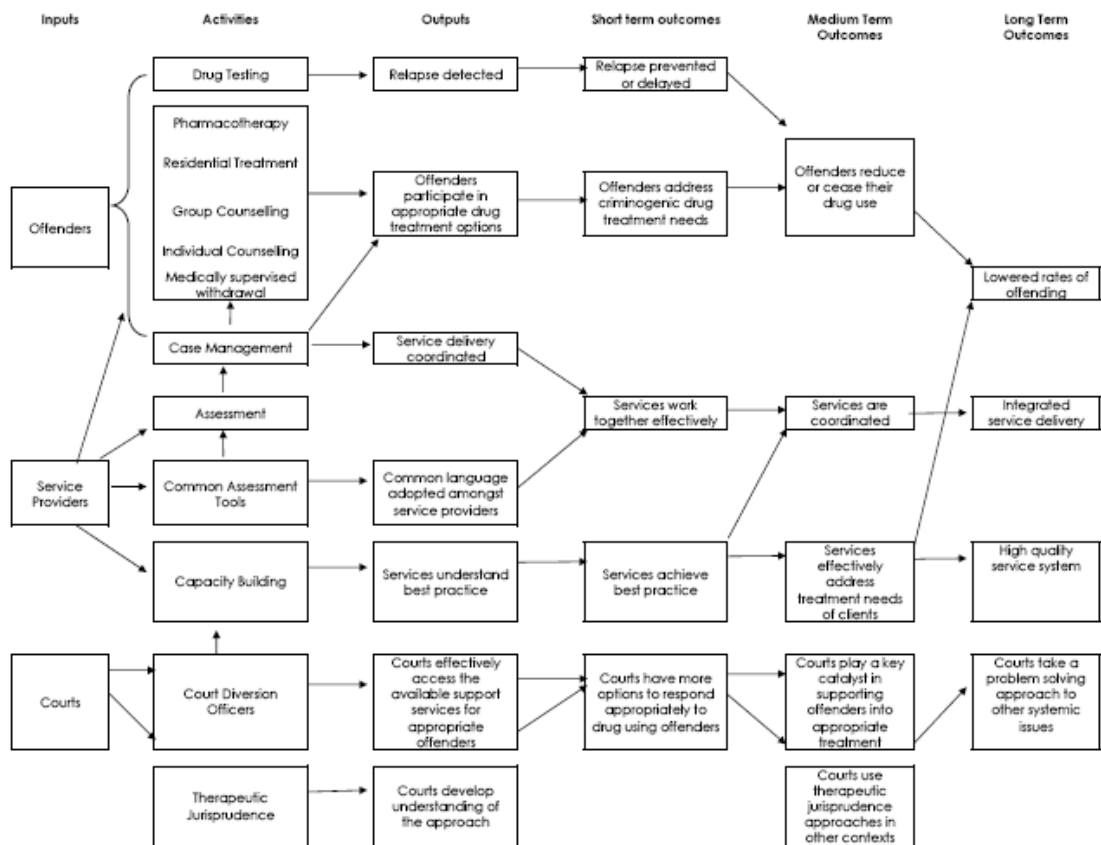 Inputs
Activities
Outputs
Short term outcomes
Medium Term
Outcomes
Long Term
Outcomes
Drug Testing
Relapse detected
Relapse prevented
or delayed
Pharmacotherapy
Residential Treatment
Group Counselling
Individual Counselling
Medically supervised
withdrawal
Offenders
Offenders
participate in
appropriate drug
treatment options
Offenders address
criminogenic drug
treatment needs
Offenders reduce
or cease their
drug use
Lowered rates of
offending
Case Management
Service delivery
coordinated
Assessment
Services work
together effectively
Services are
coordinated
Integrated
service delivery
Service
Providers
Common Assessment
Tools
Common language
adopted amongst
service providers
Capacity Building
Services understand
best practice
Services achieve
best practice
Services
effectively
address
treatment needs
of clients
High quality
service system
Courts
Court Diversion
Officers
Courts effectively
access the
available support
services for
appropriate
offenders
Courts have more
options to respond
appropriately to
drug using offenders
Courts play a key
catalyst in
supporting
offenders into
appropriate
treatment
Courts take a
problem solving
approach to
other systemic
issues
Therapeutic
Jurisprudence
Courts develop
understanding of
the approach
Courts use
therapeutic
jurisprudence
approaches in
other contexts